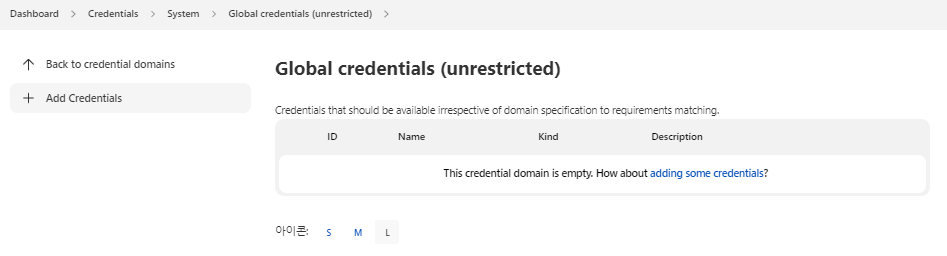 Dashboard > Credentials > System > Global credentials (unrestricted) >
Back to credential domains
Add Credentials
Global credentials (unrestricted)
Credentials that should be available irrespective of domain specification to requirements matching.
ID Name Kind Description
This credential domain is empty. How about adding some credentials?
아이콘: S M L